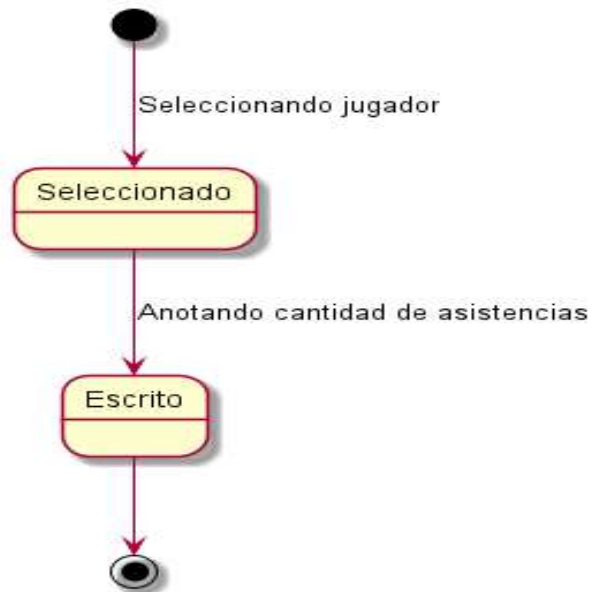 Seleccionando jugador
Seleccionado
Anotando cantidad de asistencias
Escrito